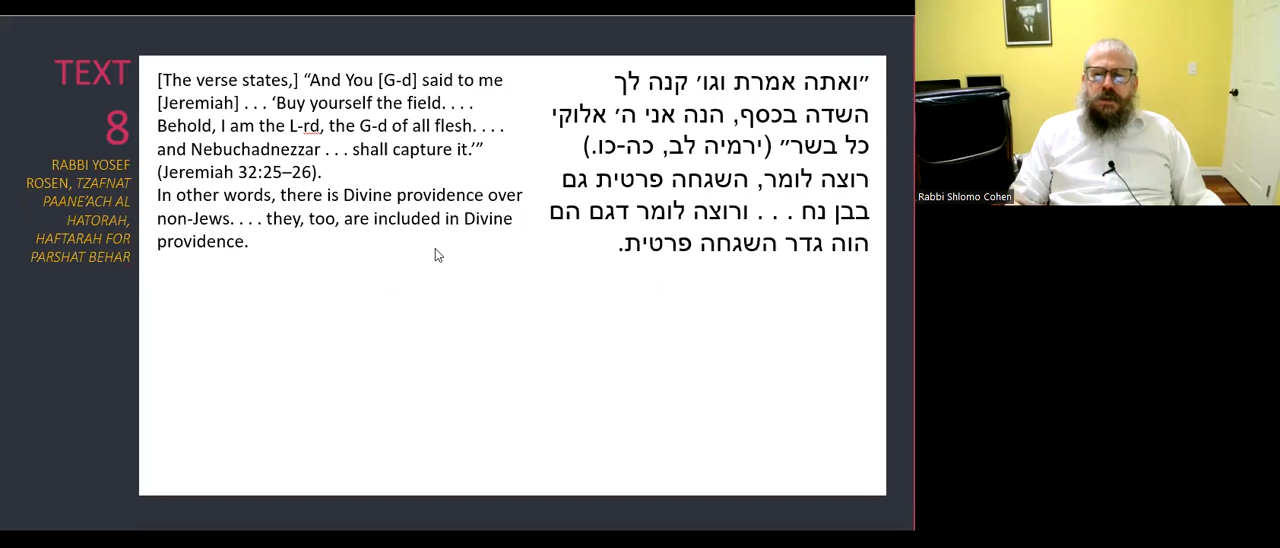 TEXT
8
RABBI YOSEF
ROSEN, TZAFNAT
PAANE’ACH AL
HATORAH,
HAFTARAH FOR
PARSHAT BEHAR
[The verse states,] “And You [G-d] said to me
[Jeremiah] . . . ‘Buy yourself the field. . . .
Behold, I am the L-rd, the G-d of all flesh. . . .
and Nebuchadnezzar . . . shall capture it.’”
(Jeremiah 32:25–26).
In other words, there is Divine providence over
non-Jews. . . . they, too, are included in Divine
providence.
״ואתה אמרת וגו׳ קנה לך
השדה בכסף, הנה אני ה׳ אלוקי
כל בשר״ (ירמיה לב, כה-כו.)
רוצה לומר, השגחה פרטית גם
בבן נח . . . ורוצה לומר דגם הם
הוה גדר השגחה פרטית.
Rabbi Shlomo Cohen